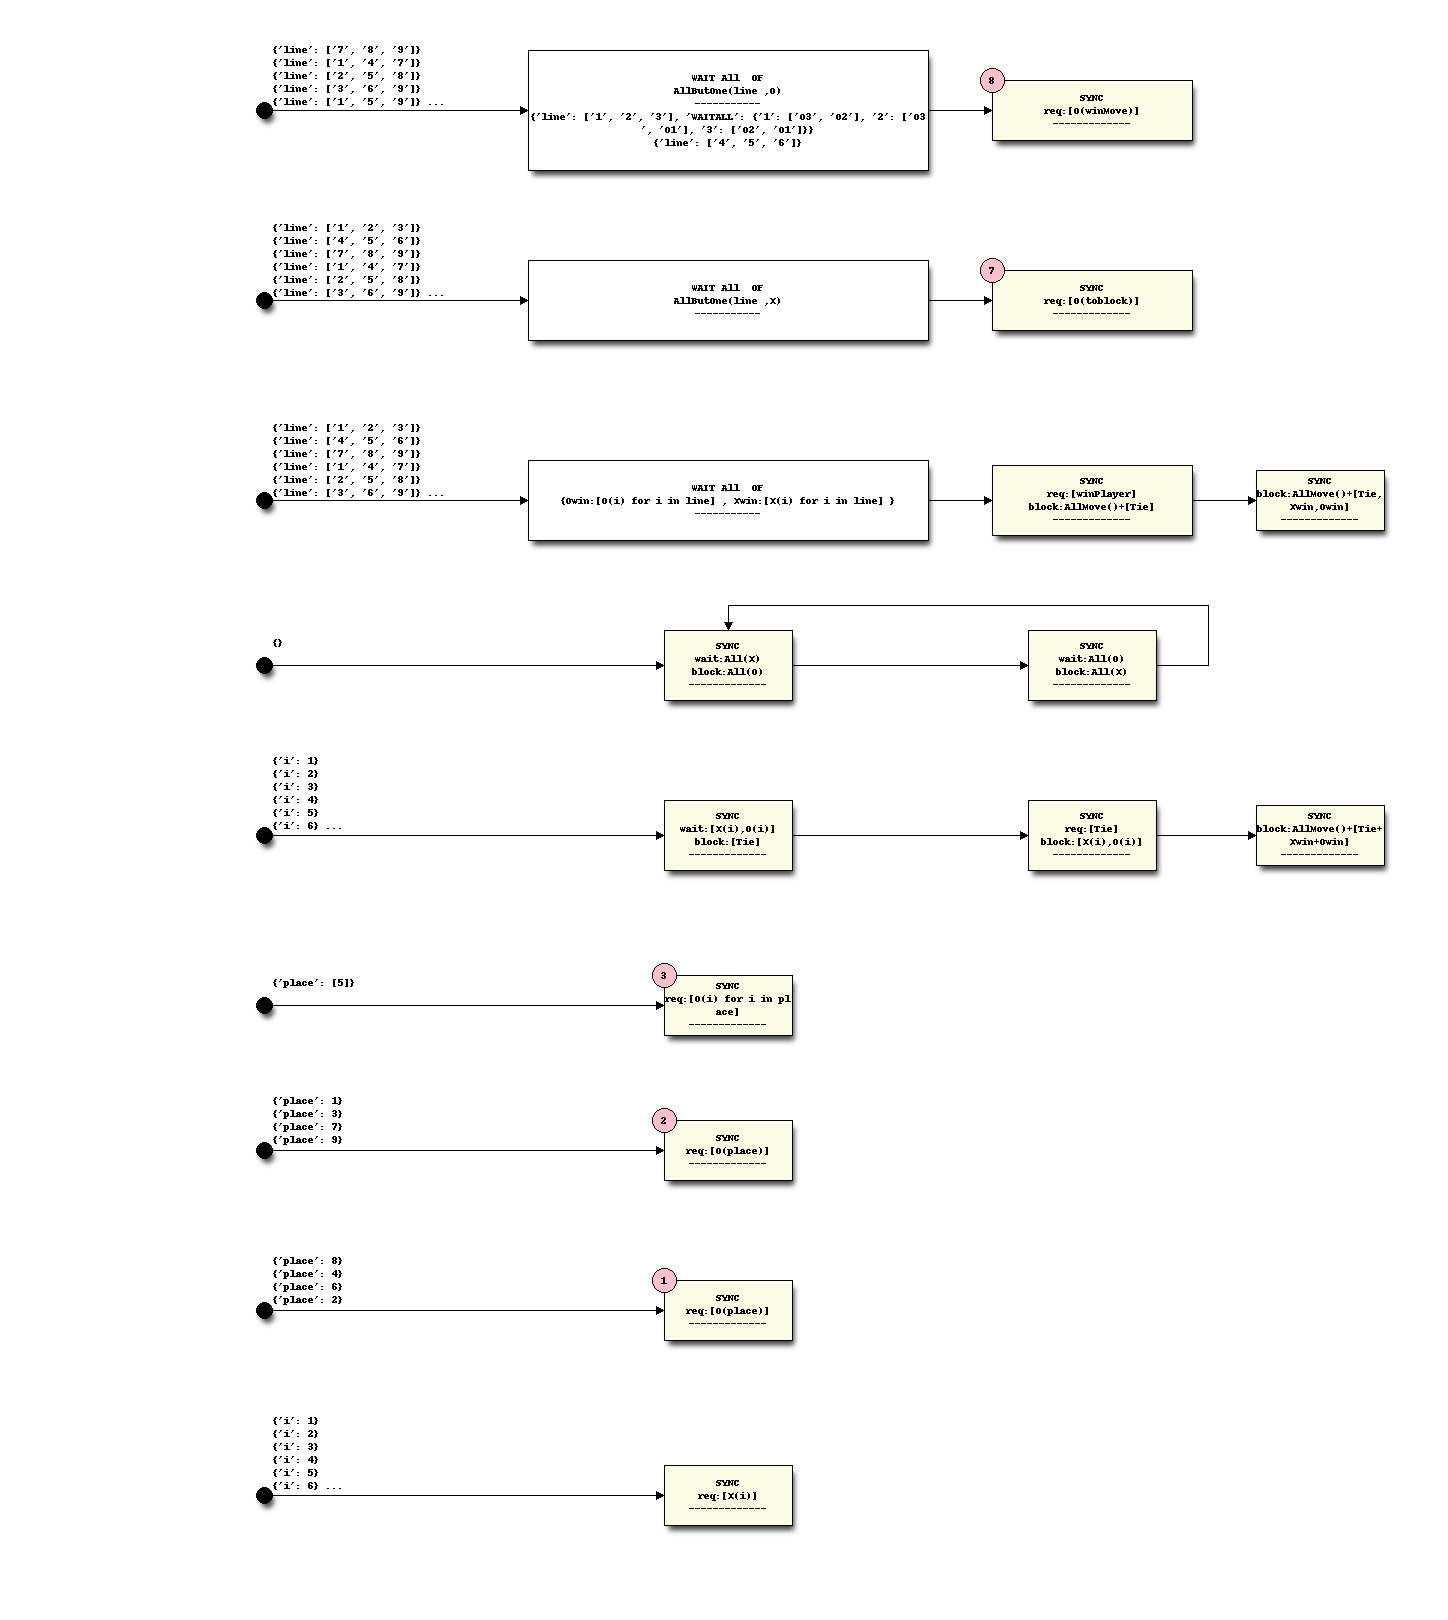 {'line': ['7', '8', '9']}
{'line': ['1', '4', '7']}
{'line': ['2', '5', '8']}
{'line': ['3', '6', '9']}
{'line': ['1', '5', '9']} ...
WAIT All  OF
AllButOne(line ,O)
-----------
{'line': ['1', '2', '3'], 'WAITALL': {'1': ['O3', 'O2'], '2': ['O3
', 'O1'], '3': ['O2', 'O1']}}
{'line': ['4', '5', '6']}
8
SYNC
req:[O(winMove)]
-------------
{'line': ['1', '2', '3']}
{'line': ['4', '5', '6']}
{'line': ['7', '8', '9']}
{'line': ['1', '4', '7']}
{'line': ['2', '5', '8']}
{'line': ['3', '6', '9']} ...
WAIT All  OF
AllButOne(line ,X)
-----------
7
SYNC
req:[O(toblock)]
-------------
{'line': ['1', '2', '3']}
{'line': ['4', '5', '6']}
{'line': ['7', '8', '9']}
{'line': ['1', '4', '7']}
{'line': ['2', '5', '8']}
{'line': ['3', '6', '9']} ...
WAIT All  OF
{Owin:[O(i) for i in line] , Xwin:[X(i) for i in line] }
-----------
SYNC
req:[winPlayer]
block:AllMove()+[Tie]
-------------
SYNC
block:AllMove()+[Tie,
Xwin,Owin]
-------------
{}
SYNC
wait:All(X)
block:All(O)
-------------
SYNC
wait:All(O)
block:All(X)
-------------
{'i': 1}
{'i': 2}
{'i': 3}
{'i': 4}
{'i': 5}
{'i': 6} ...
SYNC
wait:[X(i),O(i)]
block:[Tie]
-------------
SYNC
req:[Tie]
block:[X(i),O(i)]
-------------
SYNC
block:AllMove()+[Tie+
Xwin+Owin]
-------------
{'place': [5]}
3
SYNC
req:[O(i) for i in pl
ace]
-------------
{'place': 1}
{'place': 3}
{'place': 7}
{'place': 9}
2
SYNC
req:[O(place)]
-------------
{'place': 8}
{'place': 4}
{'place': 6}
{'place': 2}
1
SYNC
req:[O(place)]
-------------
{'i': 1}
{'i': 2}
{'i': 3}
{'i': 4}
{'i': 5}
{'i': 6} ...
SYNC
req:[X(i)]
-------------